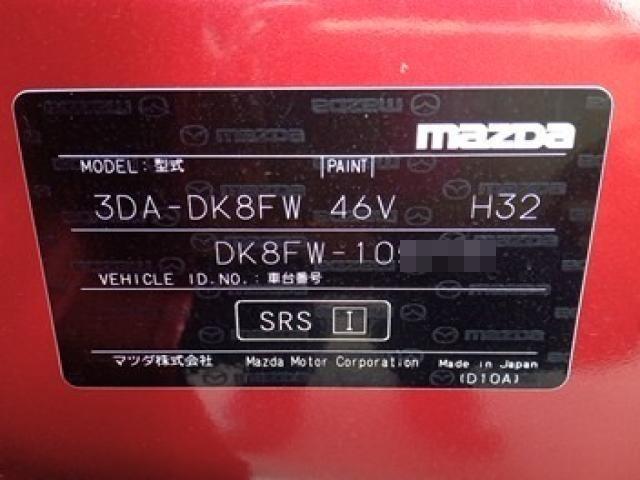 mazda
MODEL: 型式 PAINT
3DA-DK8FW 46V H32
DK8FW-10
VEHICLE ID.NO.: 車台番号
SRS I
マツダ株式会社 Mazda Motor Corporation Made in Japan
(D10A)